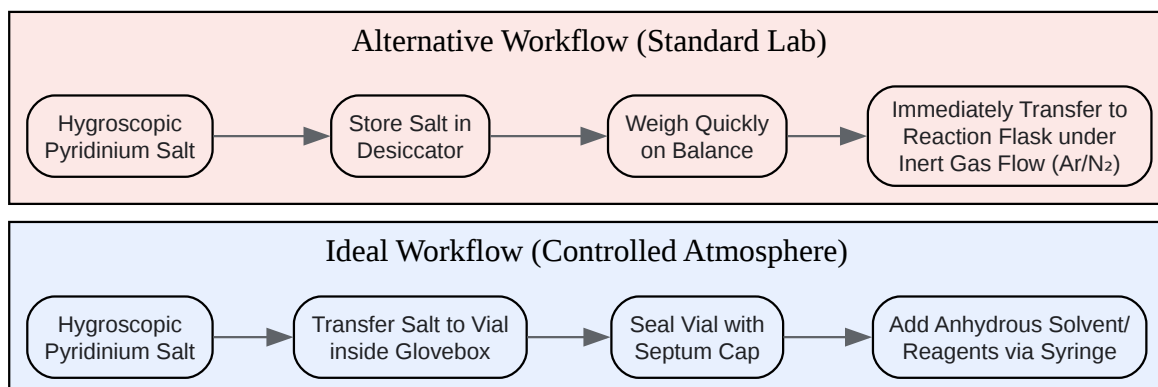 Alternative Workflow (Standard Lab)
Hygroscopic
Pyridinium Salt
Store Salt in
Desiccator
Weigh Quickly
on Balance
Immediately Transfer to
Reaction Flask under
Inert Gas Flow (Ar/N₂)
Ideal Workflow (Controlled Atmosphere)
Hygroscopic
Pyridinium Salt
Transfer Salt to Vial
inside Glovebox
Seal Vial with
Septum Cap
Add Anhydrous Solvent/
Reagents via Syringe